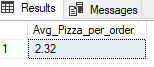 Results Messages
Avg_Pizza_per_order
1 2.32